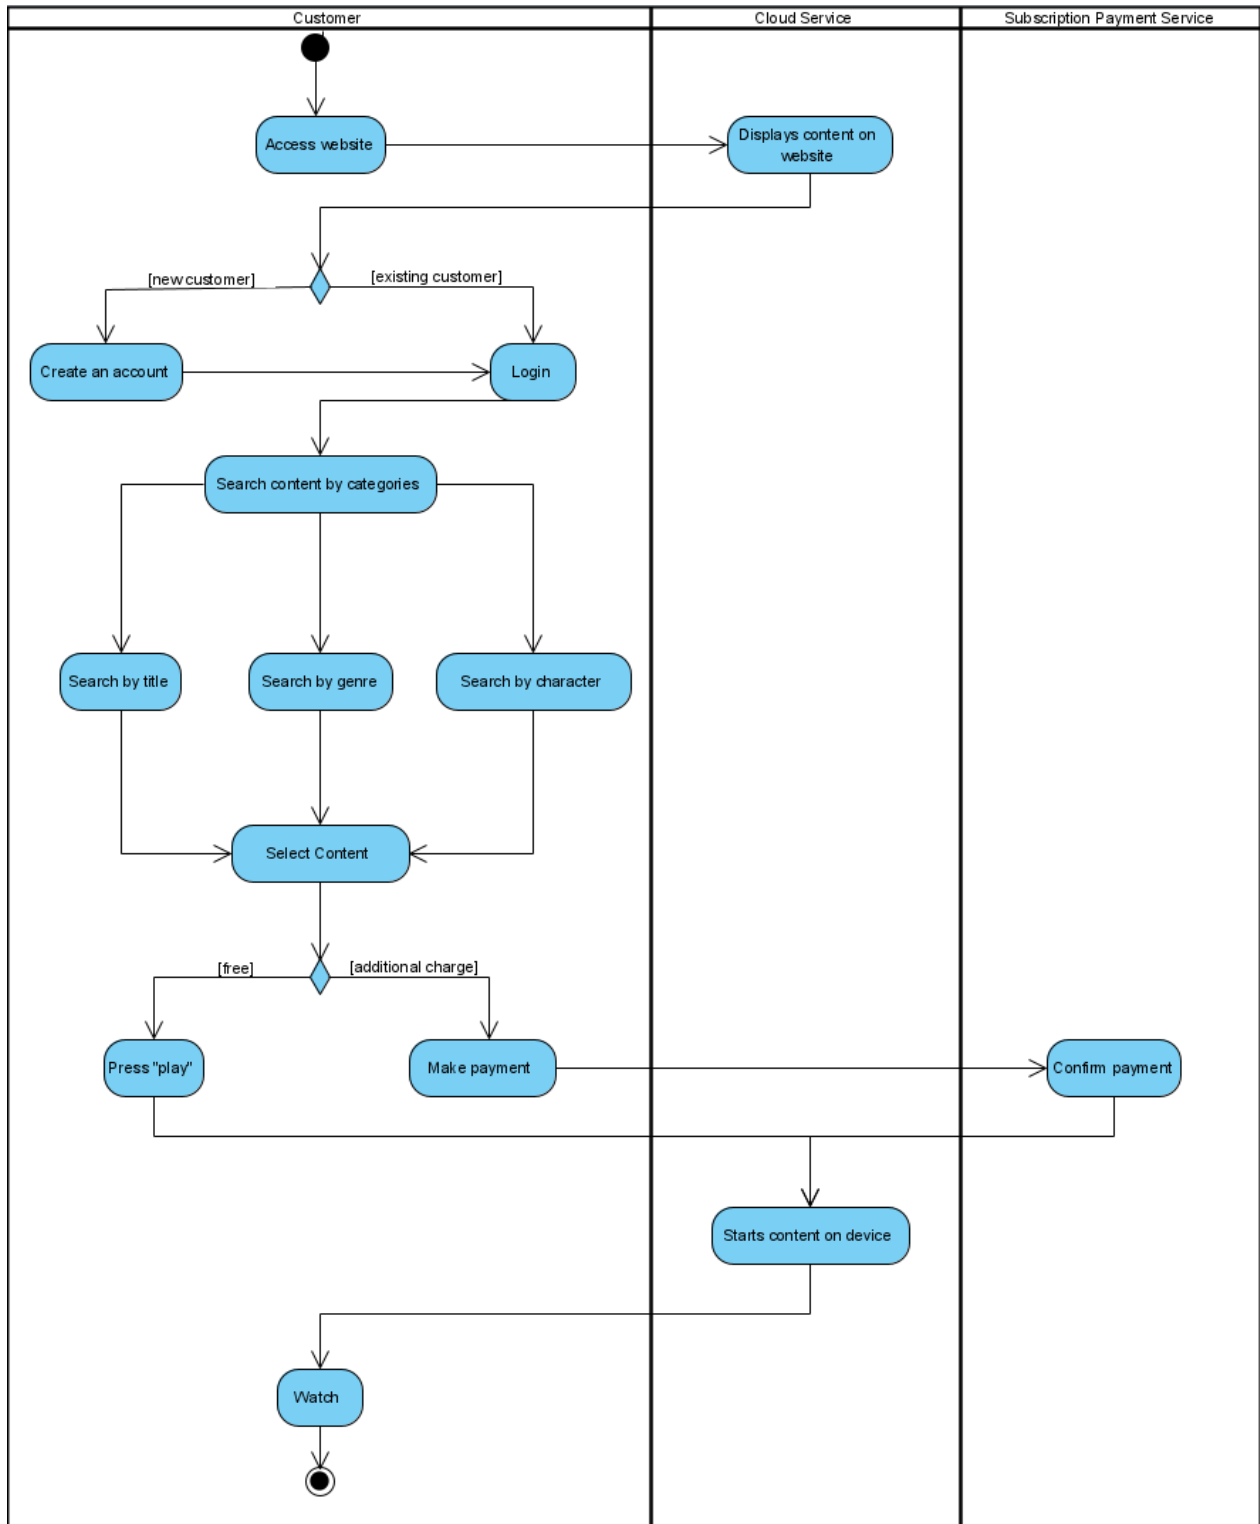 Customer
Cloud Service
Subscription Payment Service
Access website
Displays content on
website
[new customer]
[existing customer]
Create an account
Login
Search content by categories
Search by title
Search by genre
Search by character
Select Content
[free]
[additional charge]
Press "play"
Make payment
Confirm payment
Starts content on device
Watch